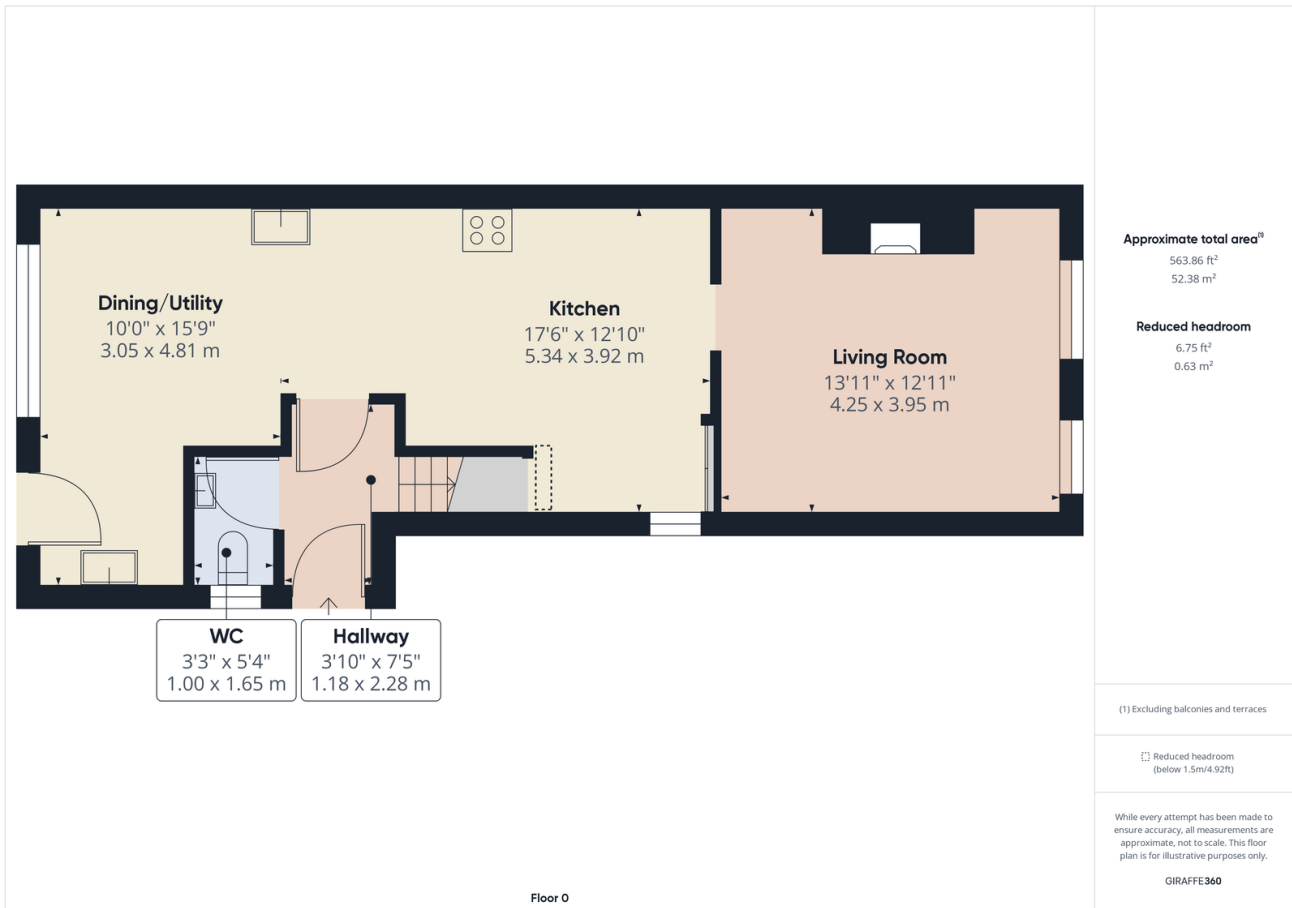 Dining/Utility
10'0" x 15'9"
3.05 x 4.81 m
Kitchen
17'6" x 12'10"
5.34 x 3.92 m
Living Room
13'11" x 12'11"
4.25 x 3.95 m
WC
3'3" x 5'4"
1.00 x 1.65 m
Hallway
3'10" x 7'5"
1.18 x 2.28 m
Floor 0
Approximate total area(1)
563.86 ft²
52.38 m²
Reduced headroom
6.75 ft²
0.63 m²
(1) Excluding balconies and terraces
Reduced headroom
(below 1.5m/4.92ft)
While every attempt has been made to
ensure accuracy, all measurements are
approximate, not to scale. This floor
plan is for illustrative purposes only.
GIRAFFE360